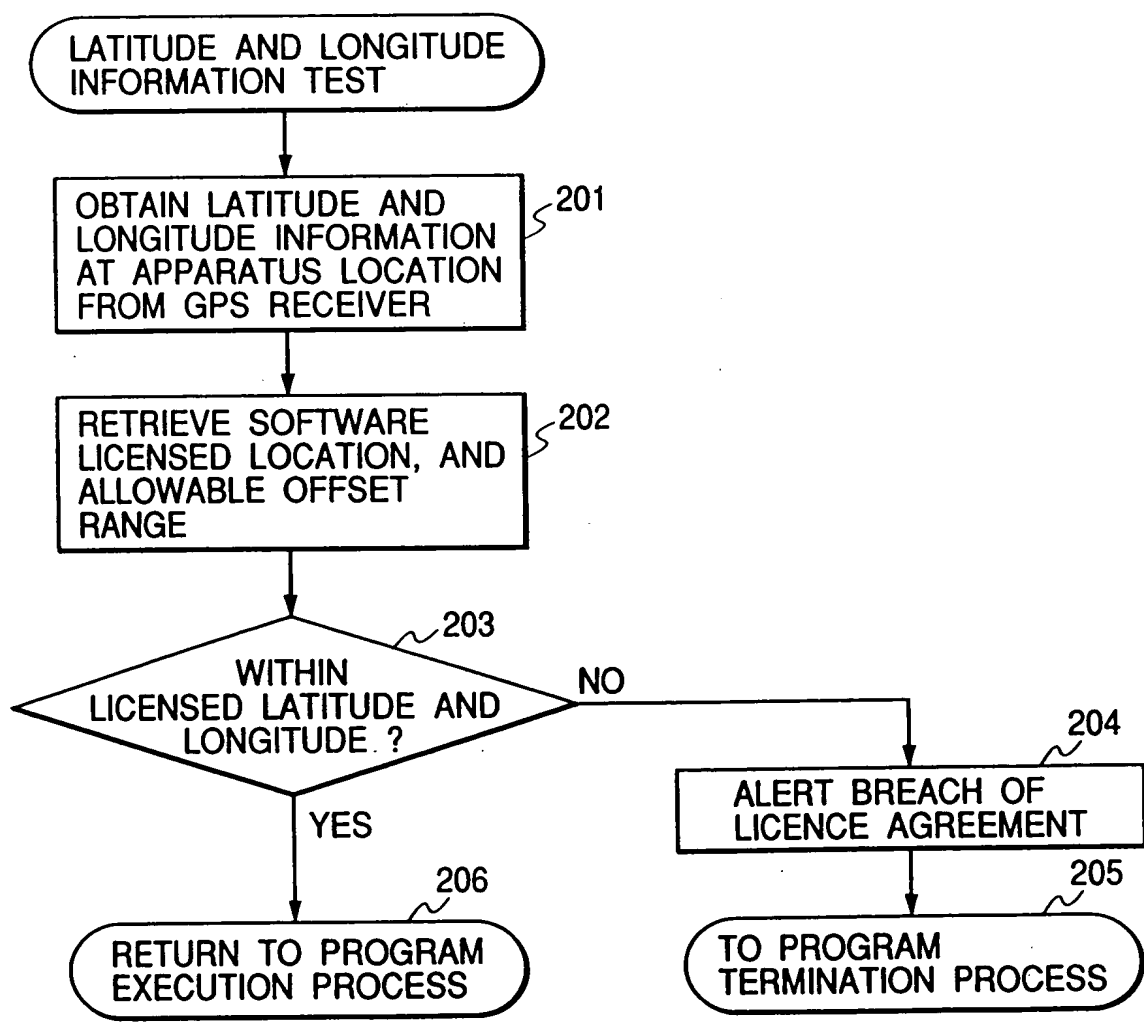 LATITUDE AND LONGITUDE
INFORMATION TEST
OBTAIN LATITUDE AND
LONGITUDE INFORMATION
AT APPARATUS LOCATION
FROM GPS RECEIVER
201
RETRIEVE SOFTWARE
LICENSED LOCATION, AND
ALLOWABLE OFFSET
RANGE
202
203
WITHIN
LICENSED LATITUDE AND
LONGITUDE ?
NO
YES
204
ALERT BREACH OF
LICENCE AGREEMENT
206
RETURN TO PROGRAM
EXECUTION PROCESS
205
TO PROGRAM
TERMINATION PROCESS